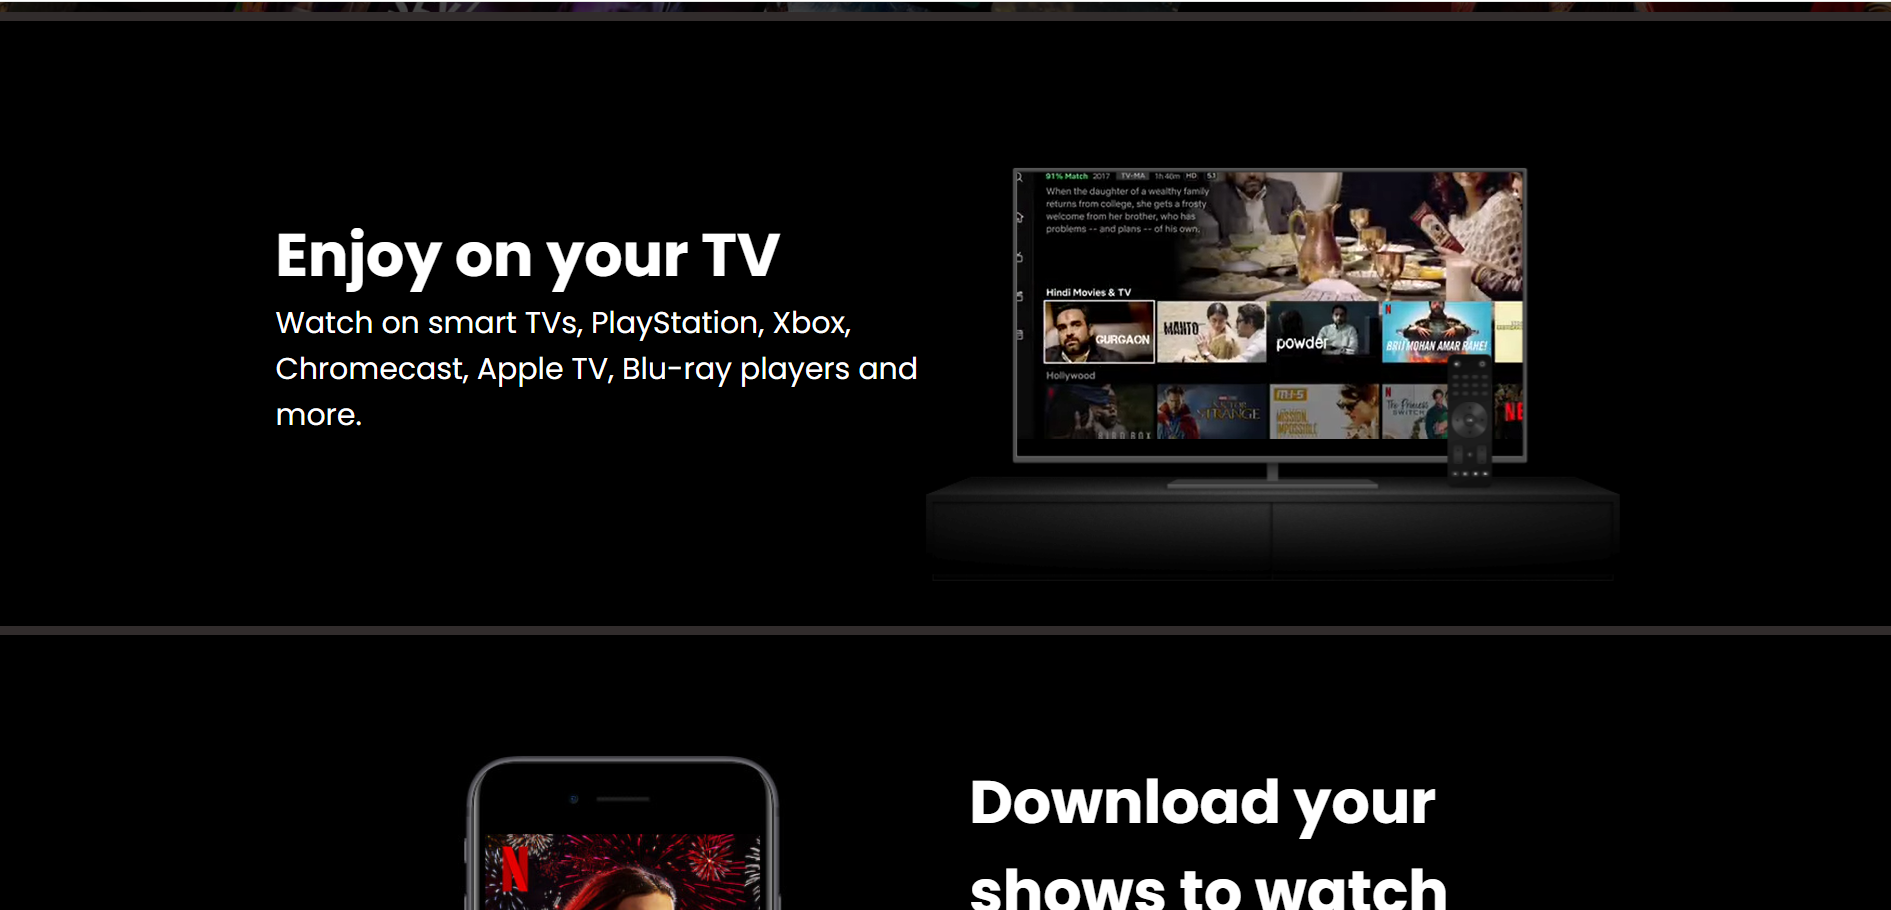 Enjoy on your TV
Watch on smart TVs, PlayStation, Xbox,
Chromecast, Apple TV, Blu-ray players and
more.
91% Match 2017 TV-MA 1h 46m HD 5.1
When the daughter of a wealthy family
returns from college, she gets a frosty
welcome from her brother, who has
problems -- and plans -- of his own.
Hindi Movies & TV
GURGAON
MANTO
powder
N
BRIJ MOHAN AMAR RAHE!
Hollywood
BIRD BOX
STRANGE
M:I-5
MISSION
IMPOSSIBLE
N
The Princess
SWITCH
NE
N
Download your
shows to watch